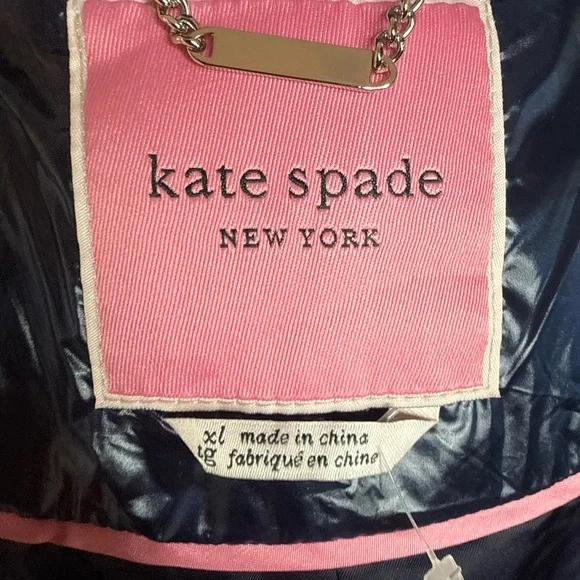 kate spade
NEW YORK
xl made in china
tg fabriqué en chine